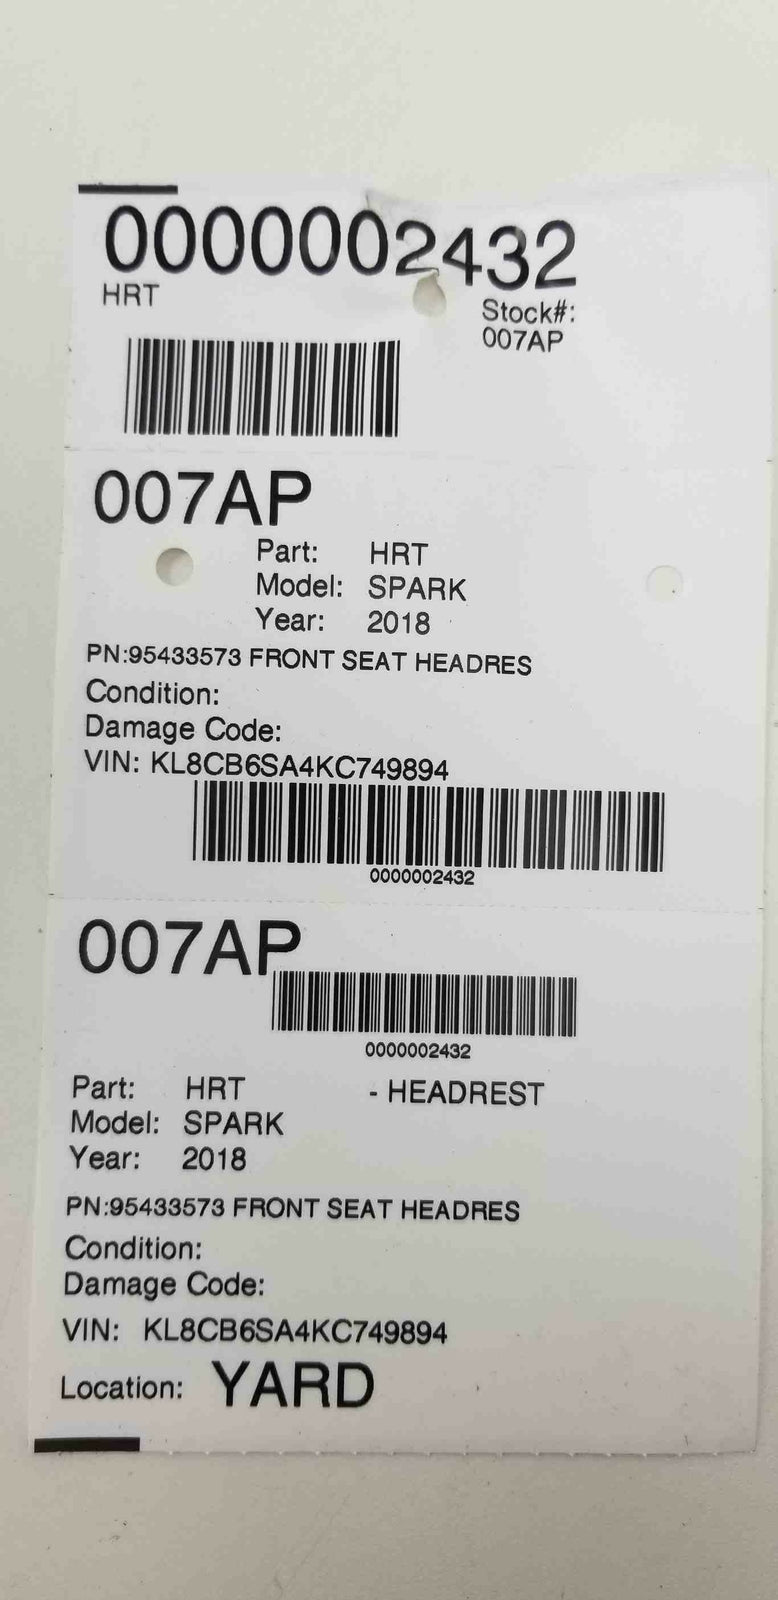 0000002432
HRT
Stock#:
007AP
007AP
Part: HRT
Model: SPARK
Year: 2018
PN:95433573 FRONT SEAT HEADRES
Condition:
Damage Code:
VIN: KL8CB6SA4KC749894
0000002432
007AP
0000002432
Part: HRT - HEADREST
Model: SPARK
Year: 2018
PN:95433573 FRONT SEAT HEADRES
Condition:
Damage Code:
VIN: KL8CB6SA4KC749894
Location: YARD